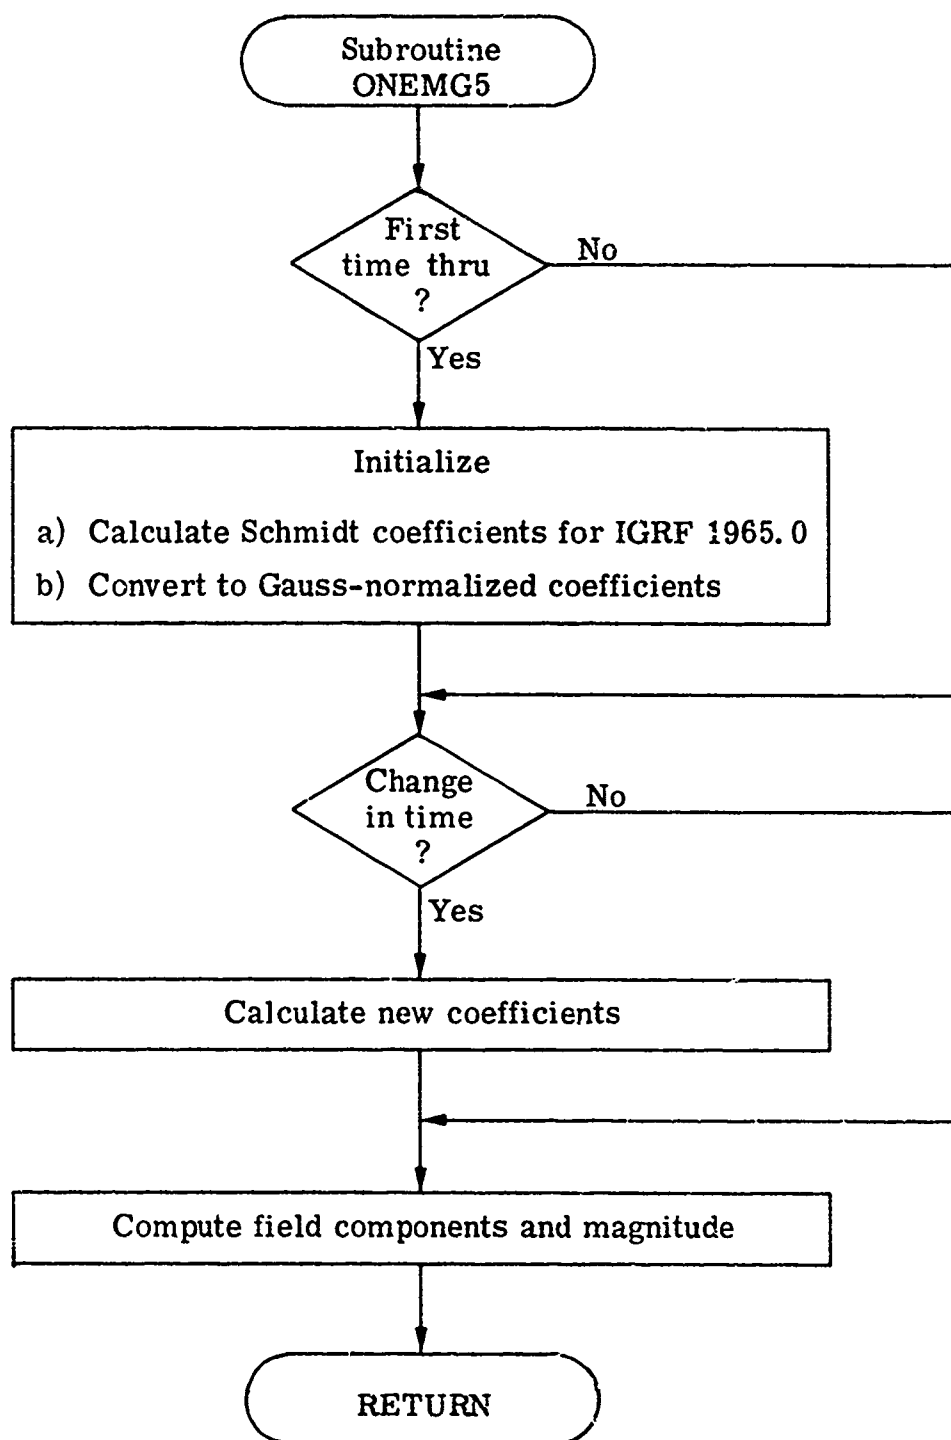 Subroutine
ONEMG5
First
time thru
?
No
Yes
Initialize
a) Calculate Schmidt coefficients for IGRF 1965.0
b) Convert to Gauss-normalized coefficients
Change
in time
?
No
Yes
Calculate new coefficients
Compute field components and magnitude
RETURN